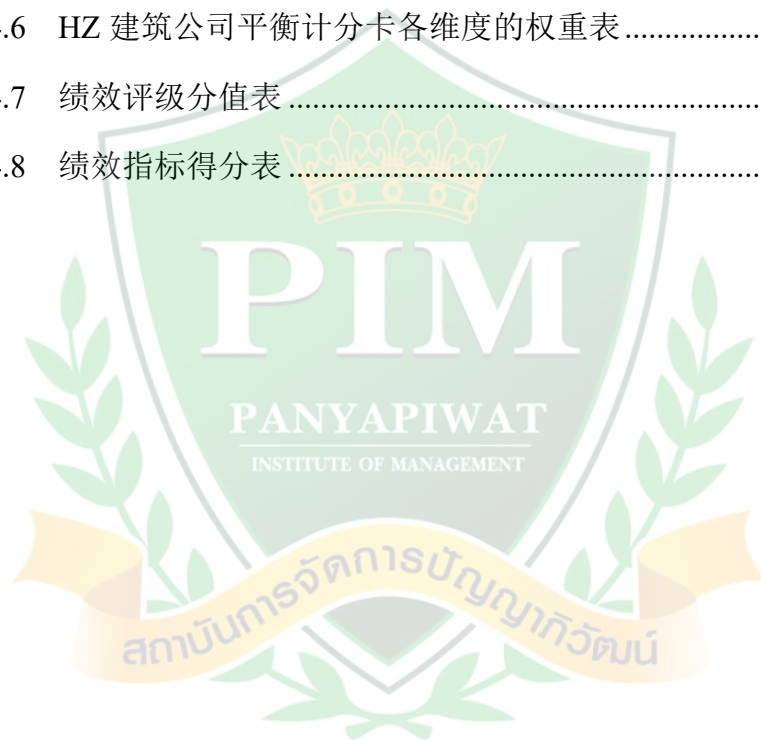 .6 HZ 建筑公司平衡计分卡各维度的权重表.................
.7 绩效评级分值表.................................................................
.8 绩效指标得分表.................................................................
PIM
PANYAPIWAT
INSTITUTE OF MANAGEMENT
สถาบันการจัดการปัญญาภิวัฒน์